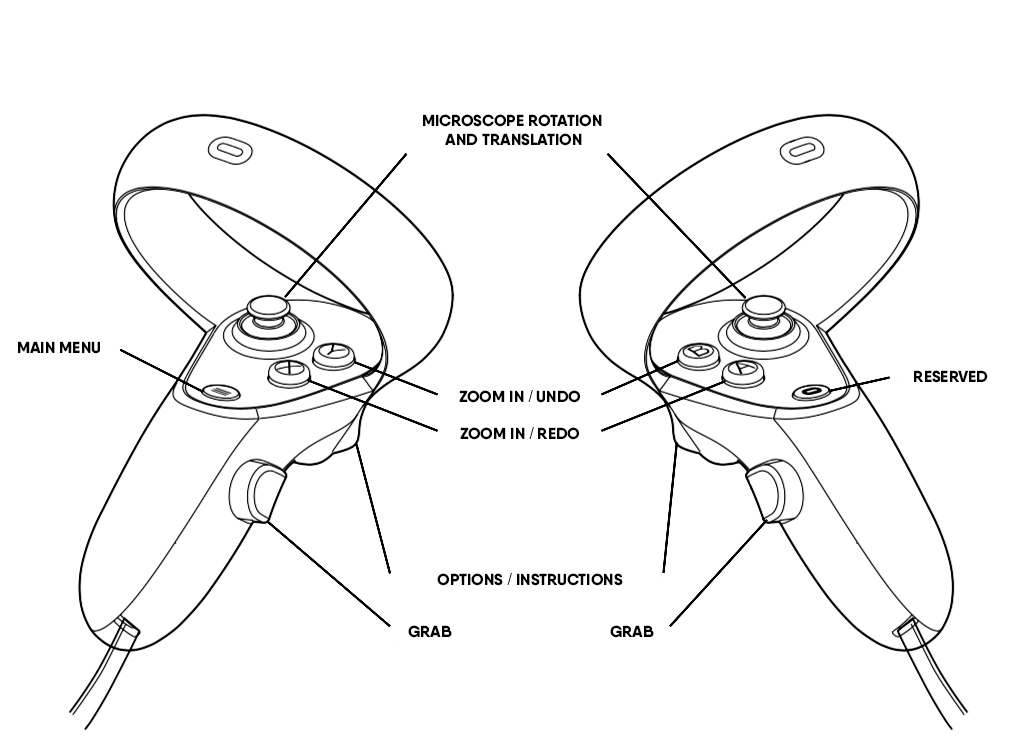 MICROSCOPE ROTATION
AND TRANSLATION
MAIN MENU
RESERVED
ZOOM IN / UNDO
ZOOM IN / REDO
Y
X
B
A
OPTIONS / INSTRUCTIONS
GRAB
GRAB